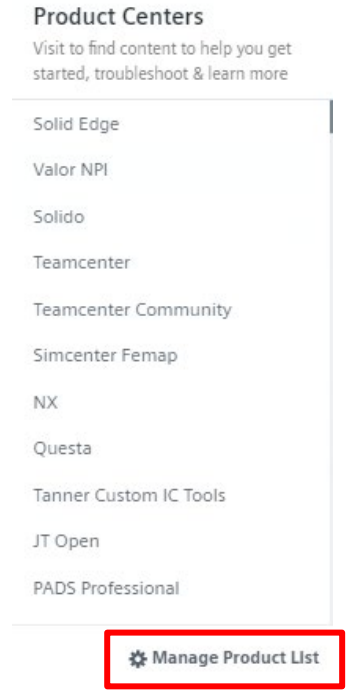 Product Centers
Visit to find content to help you get
started, troubleshoot & learn more
Solid Edge
Valor NPI
Solido
Teamcenter
Teamcenter Community
Simcenter Femap
NX
Questa
Tanner Custom IC Tools
JT Open
PADS Professional
Manage Product LIst